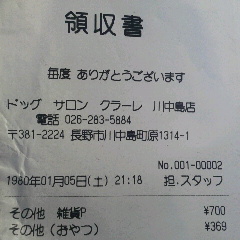 領収書
毎度 ありがとうございます
ドッグ サロン クラーレ 川中島店
電話 026-283-5884
〒381-2224 長野市川中島町原1314-1
No.001-00002
1980年01月05日(土) 21:18 担.スタッフ
その他 雑貨P ¥700
その他(おやつ) ¥369